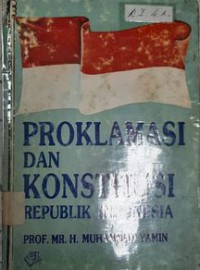 PROKLAMASI
DAN
KONSTITUSI
REPUBLIK INDONESIA
PROF. MR. H. MUHAMMAD YAMIN